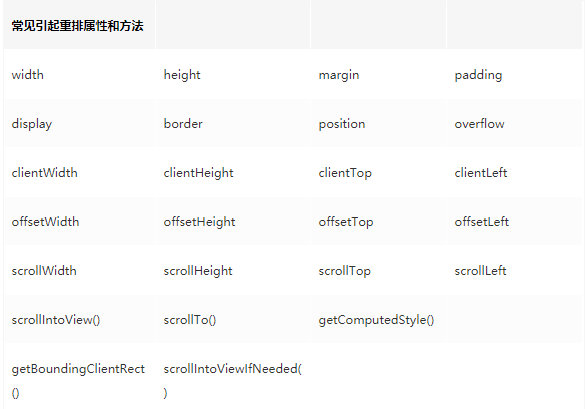 常见引起重排属性和方法
width height margin padding
display border position overflow
clientWidth clientHeight clientTop clientLeft
offsetWidth offsetHeight offsetTop offsetLeft
scrollWidth scrollHeight scrollTop scrollLeft
scrollIntoView() scrollTo() getComputedStyle()
getBoundingClientRect scrollIntoViewIfNeeded(
() )